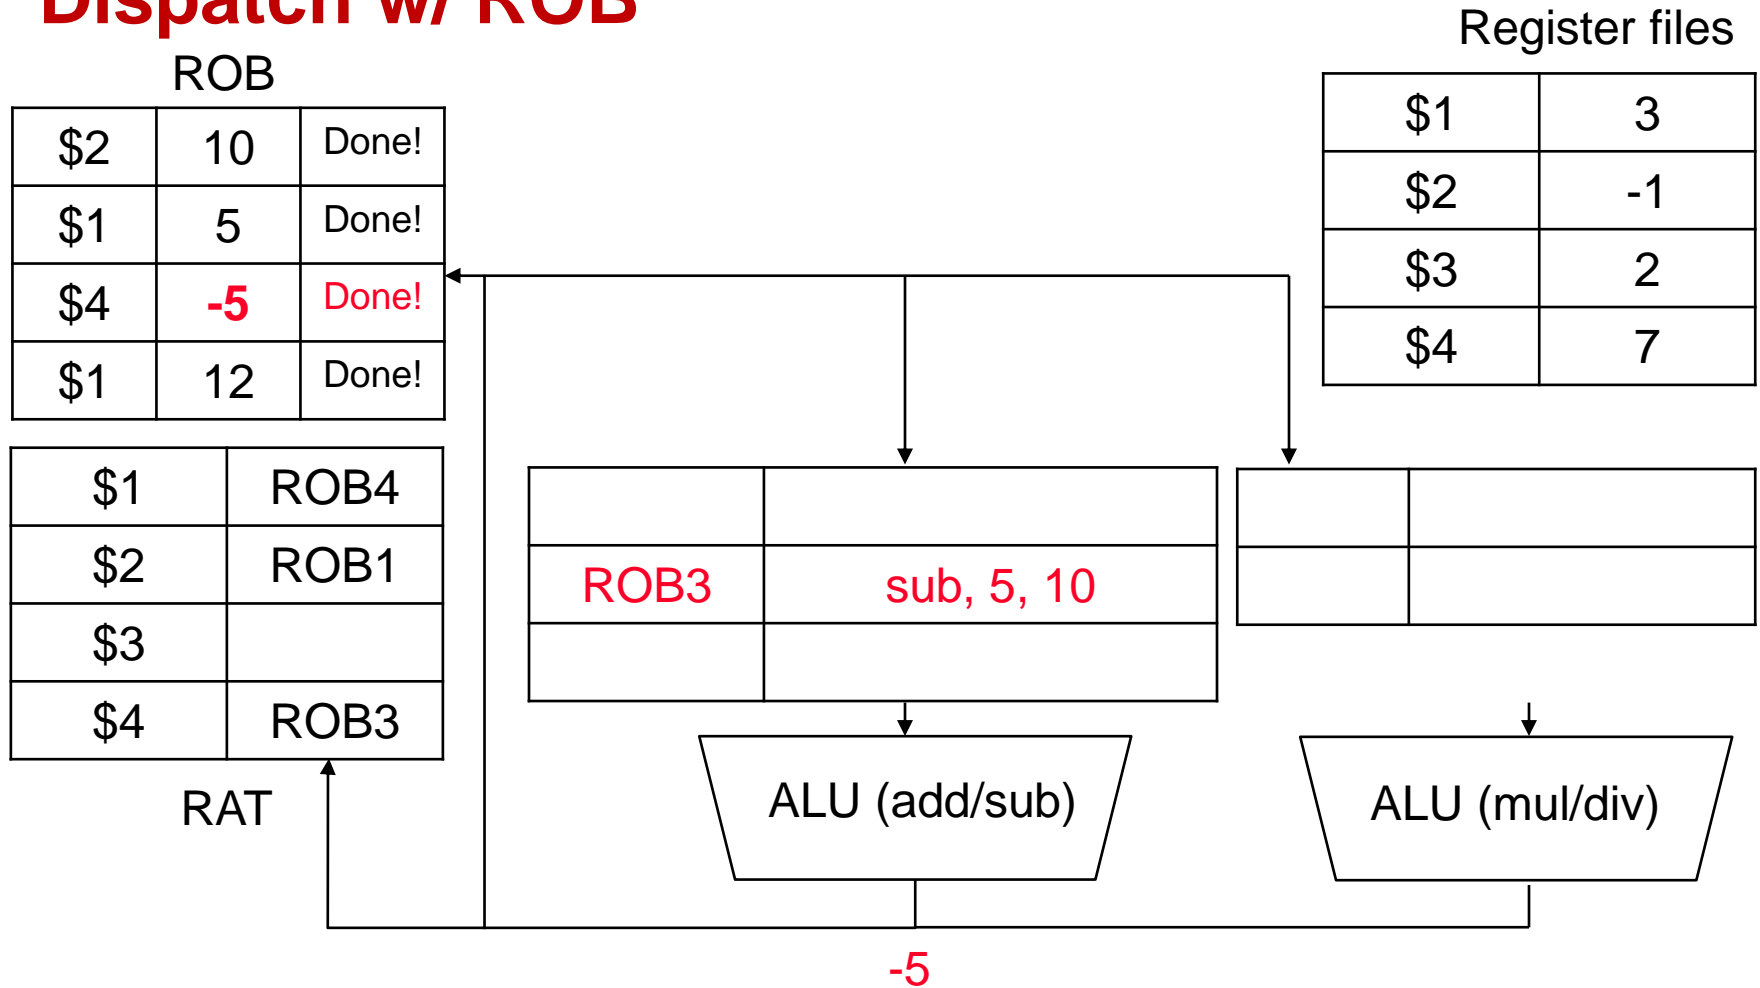 Dispatch w/ ROB
Register files
ROB
$2 10 Done!
$1 5 Done!
$4 -5 Done!
$1 12 Done!
$1 3
$2 -1
$3 2
$4 7
$1 ROB4
$2 ROB1
$3
$4 ROB3
RAT
ROB3 sub, 5, 10
ALU (add/sub)
ALU (mul/div)
-5